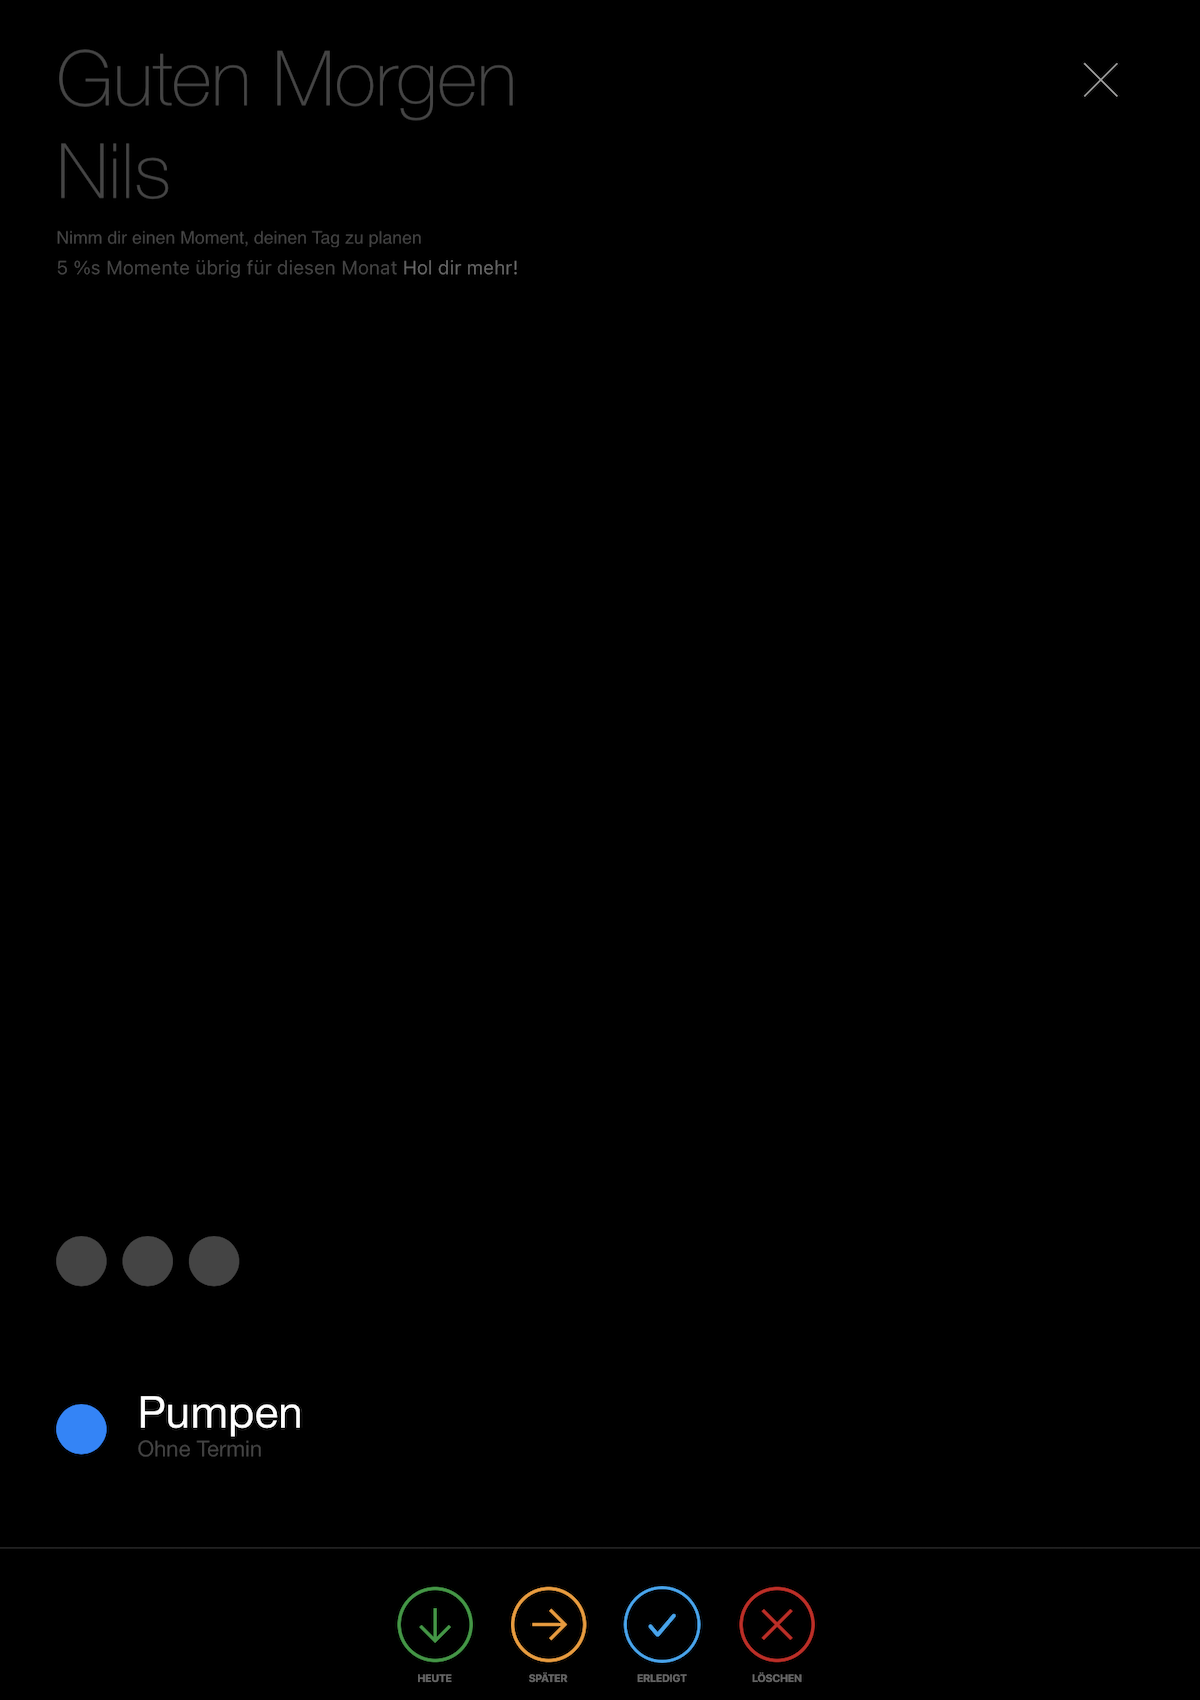 Guten Morgen
Nils
Nimm dir einen Moment, deinen Tag zu planen
5 %s Momente übrig für diesen Monat Hol dir mehr!
Pumpen
Ohne Termin
HEUTE SPÄTER ERLEDIGT LÖSCHEN